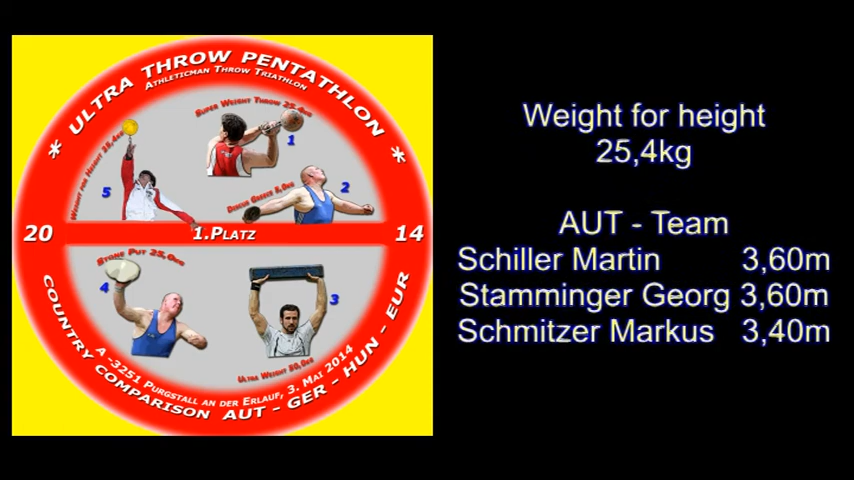 * ULTRA THROW PENTATHLON *
ATHLETICMAN THROW TRIATHLON
SUPER WEIGHT THROW 25,4KG
1
WEIGHT FOR HEIGHT 25,4KG
5
DISCUS GREEK 5,0KG
2
20 1.PLATZ 14
STONE PUT 25,0KG
4
3
ULTRA WEIGHT 50,0KG
A -3251 PURGSTALL AN DER ERLAUF, 3. MAI 2014
COUNTRY COMPARISON AUT - GER - HUN - EUR
Weight for height
25,4kg
AUT - Team
Schiller Martin 3,60m
Stamminger Georg 3,60m
Schmitzer Markus 3,40m